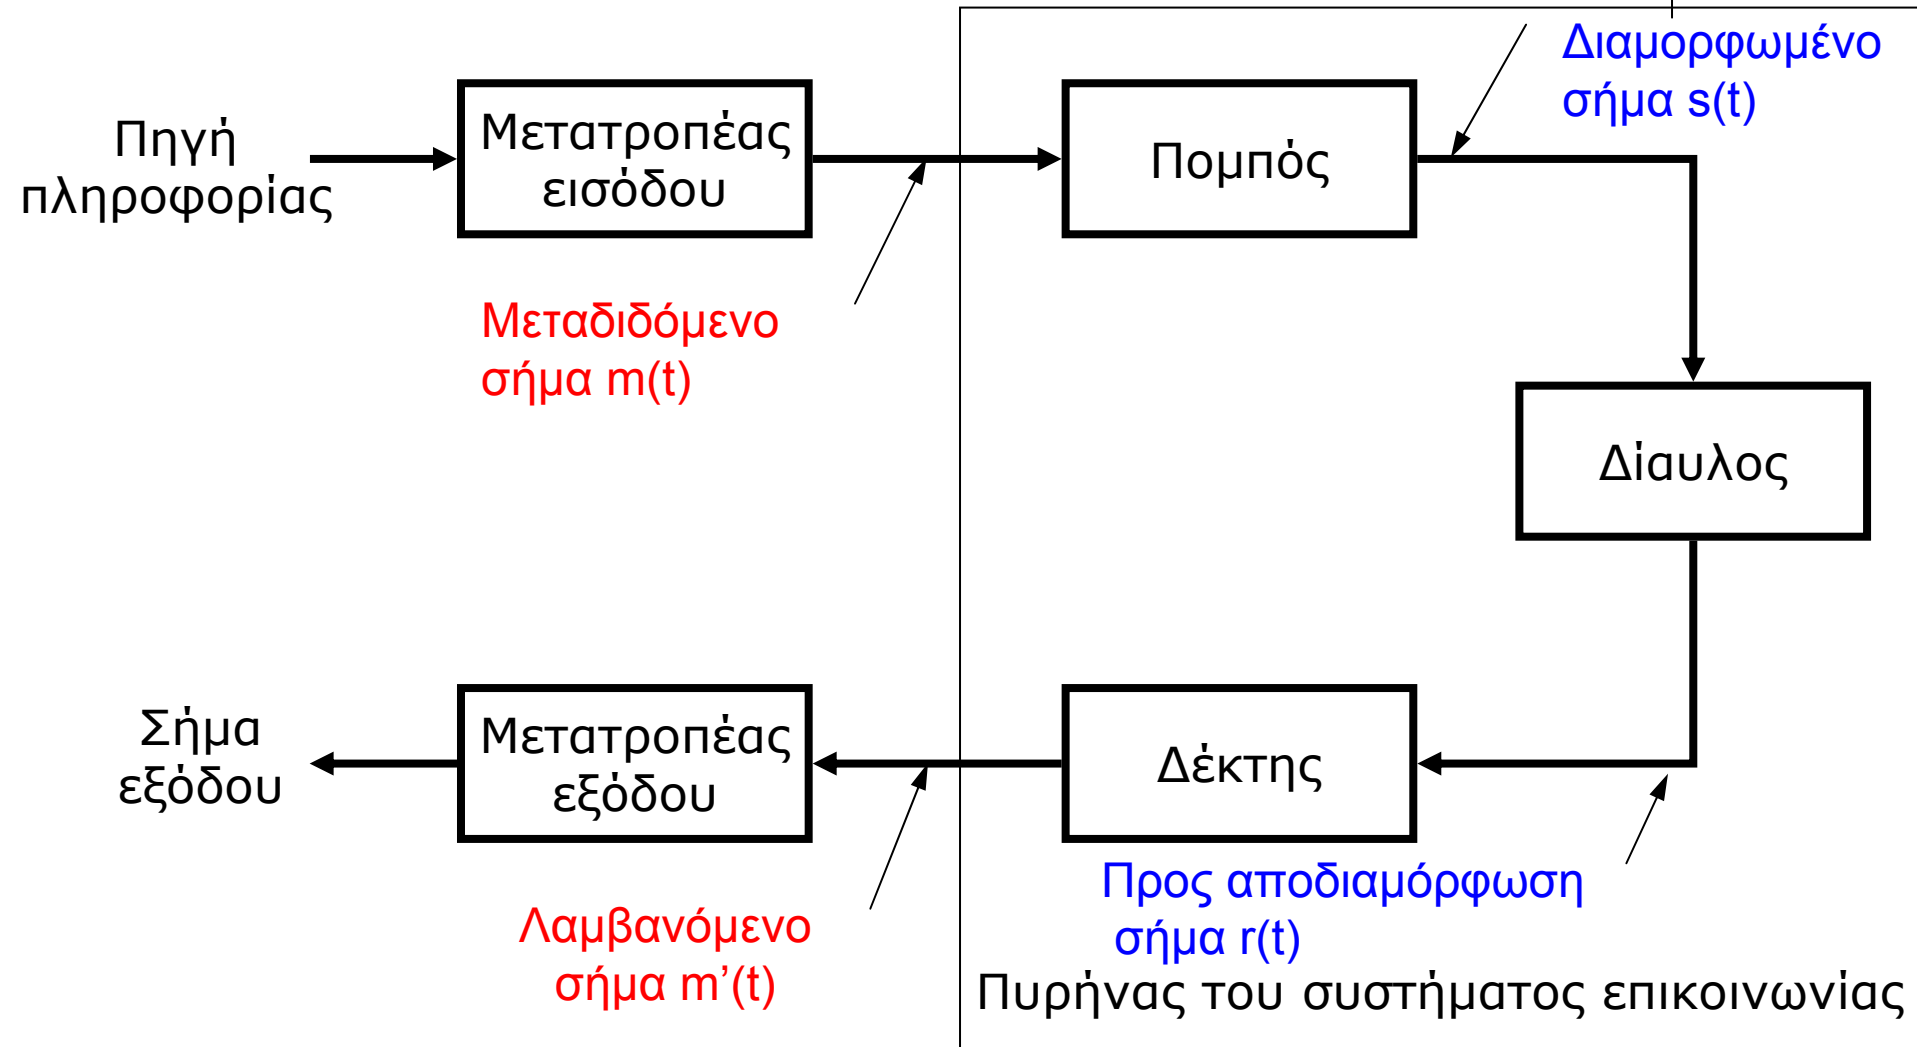 Πηγή
πληροφορίας
Μετατροπέας
εισόδου
Μεταδιδόμενο
σήμα m(t)
Πομπός
Διαμορφωμένο
σήμα s(t)
Δίαυλος
Σήμα
εξόδου
Μετατροπέας
εξόδου
Λαμβανόμενο
σήμα m’(t)
Δέκτης
Προς αποδιαμόρφωση
σήμα r(t)
Πυρήνας του συστήματος επικοινωνίας